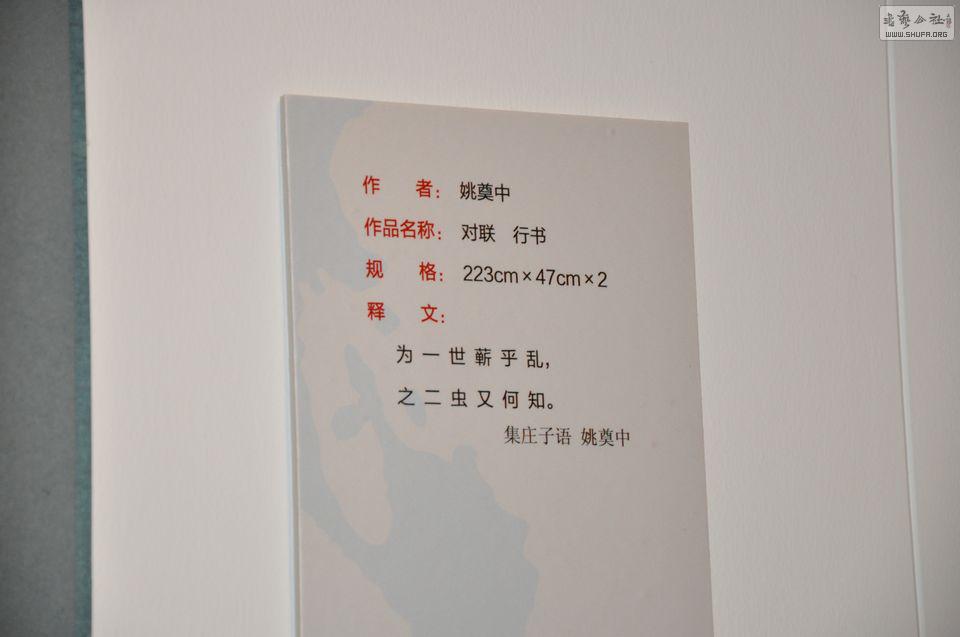 书艺公社
WWW.SHUFA.ORG
作 者: 姚奠中
作品名称: 对联 行书
规 格: 223cm×47cm×2
释 文:
为一世蕲乎乱,
之二虫又何知。
集庄子语 姚奠中